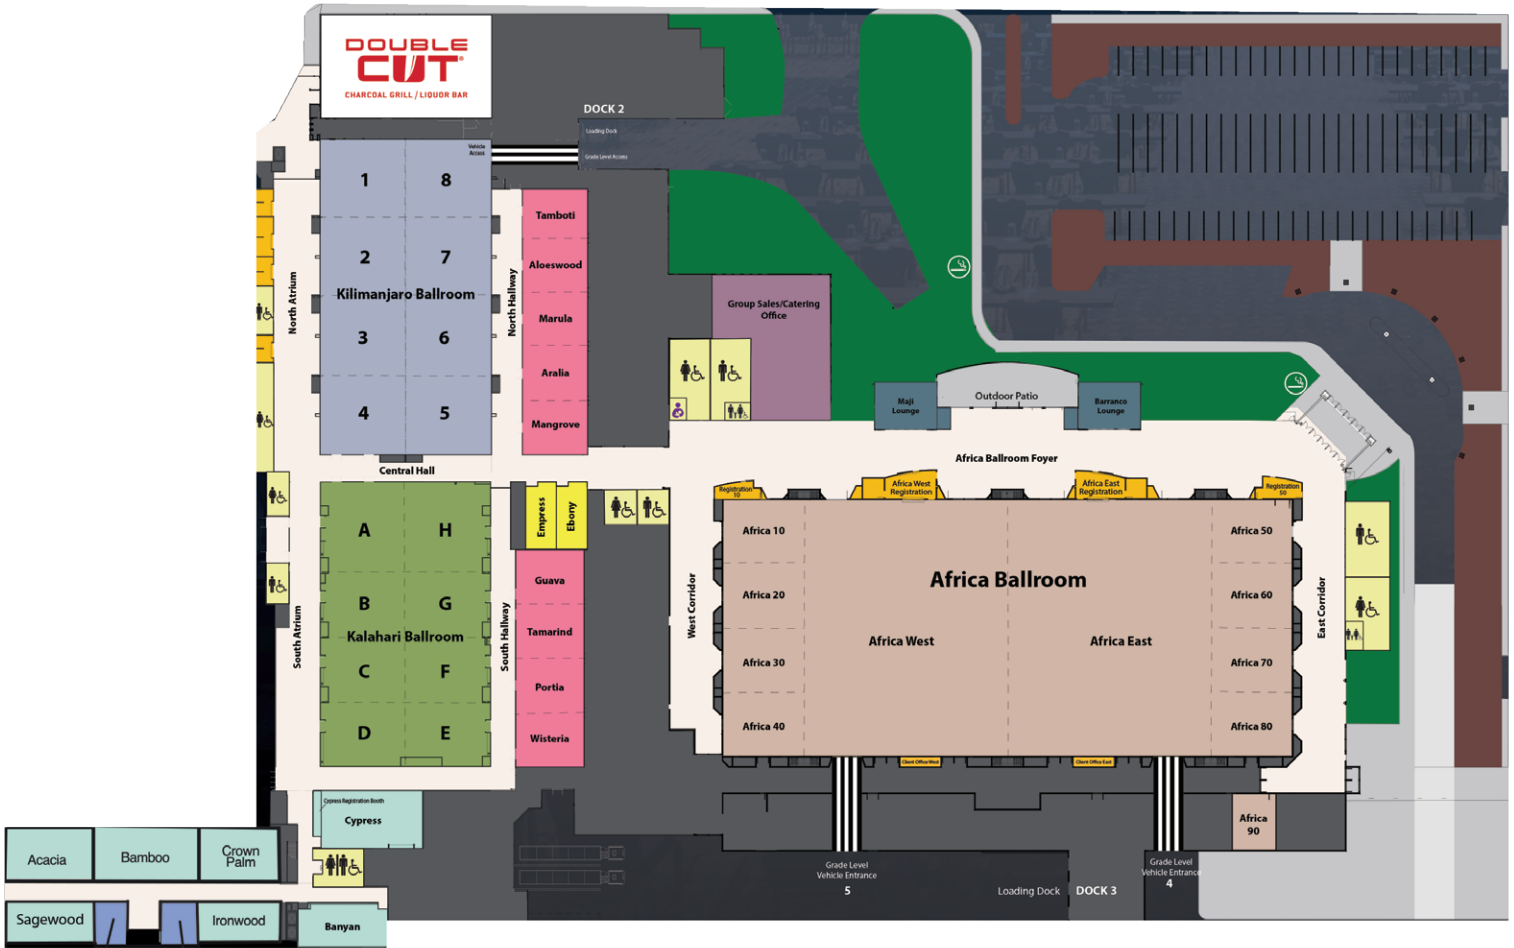 DOUBLE
CUT
CHARCOAL GRILL / LIQUOR BAR
DOCK 2
Loading Dock
Grade Level Access
Vehicle
Access
1
8
2
7
Kilimanjaro Ballroom
3
6
4
5
North Atrium
North Hallway
Tamboti
Aloeswood
Marula
Aralia
Mangrove
Group Sales/Catering
Office
Maji
Lounge
Outdoor Patio
Barranco
Lounge
Central Hall
Africa Ballroom Foyer
Registration
10
Africa West
Registration
Africa East
Registration
Registration
50
Empress
Ebony
A
H
B
G
Kalahari Ballroom
C
F
D
E
South Atrium
South Hallway
Guava
Tamarind
Portia
Wisteria
West Corridor
East Corridor
Africa 10
Africa 20
Africa 30
Africa 40
Africa Ballroom
Africa West
Africa East
Africa 50
Africa 60
Africa 70
Africa 80
Client Office West
Client Office East
Africa
90
Cypress Registration Booth
Cypress
Acacia
Bamboo
Crown
Palm
Sagewood
Ironwood
Banyan
Grade Level
Vehicle Entrance
5
Loading Dock
DOCK 3
Grade Level
Vehicle Entrance
4